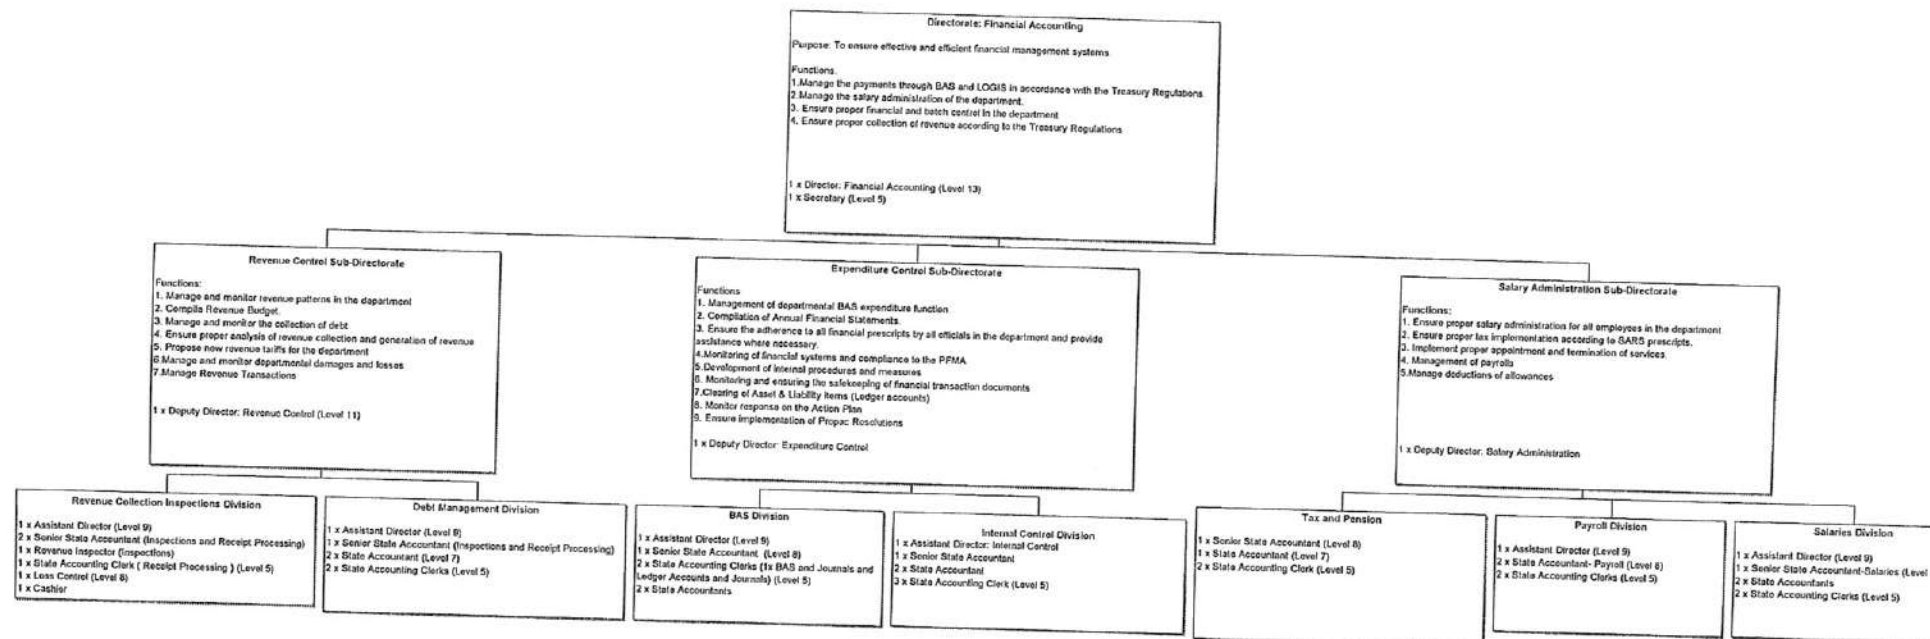 Directorate: Financial Accounting
Purpose: To ensure effective and efficient financial management systems
Functions.
1.Manage the payments through BAS and LOGIS in accordance with the Treasury Regulations.
2.Manage the salary administration of the department.
3. Ensure proper financial and batch control in the department
4. Ensure proper collection of revenue according to the Treasury Regulations
1 x Director: Financial Accounting (Level 13)
1 x Secretary (Level 5)
Revenue Control Sub-Directorate
Functions:
1. Manage and monitor revenue patterns in the department
2. Compile Revenue Budget.
3. Manage and monitor the collection of debt
4. Ensure proper analysis of revenue collection and generation of revenue
5. Propose new revenue tariffs for the department
6.Manage and monitor departmental damages and losses
7.Manage Revenue Transactions
1 x Deputy Director: Revenue Control (Level 11)
Expenditure Control Sub-Directorate
Functions
1. Management of departmental BAS expenditure function
2. Compilation of Annual Financial Statements.
3. Ensure the adherence to all financial prescripts by all officials in the department and provide
assistance where necessary.
4.Monitoring of financial systems and compliance to the PFMA
5.Development of internal procedures and measures
6. Monitoring and ensuring the safekeeping of financial transaction documents
7.Clearing of Asset & Liability items (Ledger accounts)
8. Monitor response on the Action Plan
9. Ensure implementation of Propac Resolutions
1 x Deputy Director: Expenditure Control
Salary Administration Sub-Directorate
Functions:
1. Ensure proper salary administration for all employees in the department
2. Ensure proper tax implementation according to SARS prescripts.
3. Implement proper appointment and termination of services.
4. Management of payrolls
5.Manage deductions of allowances
1 x Deputy Director: Salary Administration
Revenue Collection Inspections Division
1 x Assistant Director (Level 9)
2 x Senior State Accountant (Inspections and Receipt Processing)
1 x Revenue Inspector (Inspections)
1 x State Accounting Clerk ( Receipt Processing ) (Level 5)
1 x Loss Control (Level 8)
1 x Cashier
Debt Management Division
1 x Assistant Director (Level 9)
1 x Senior State Accountant (Inspections and Receipt Processing)
2 x State Accountant (Level 7)
2 x State Accounting Clerks (Level 5)
BAS Division
1 x Assistant Director (Level 9)
1 x Senior State Accountant (Level 8)
2 x State Accounting Clerks (1x BAS and Journals and
Ledger Accounts and Journals) (Level 5)
2 x State Accountants
Internal Control Division
1 x Assistant Director: Internal Control
1 x Senior State Accountant
2 x State Accountant
3 x State Accounting Clerk (Level 5)
Tax and Pension
1 x Senior State Accountant (Level 8)
1 x State Accountant (Level 7)
2 x State Accounting Clerk (Level 5)
Payroll Division
1 x Assistant Director (Level 9)
2 x State Accountant- Payroll (Level 8)
2 x State Accounting Clerks (Level 5)
Salaries Division
1 x Assistant Director (Level 9)
1 x Senior State Accountant-Salaries (Level
2 x State Accountants
2 x State Accounting Clerks (Level 5)